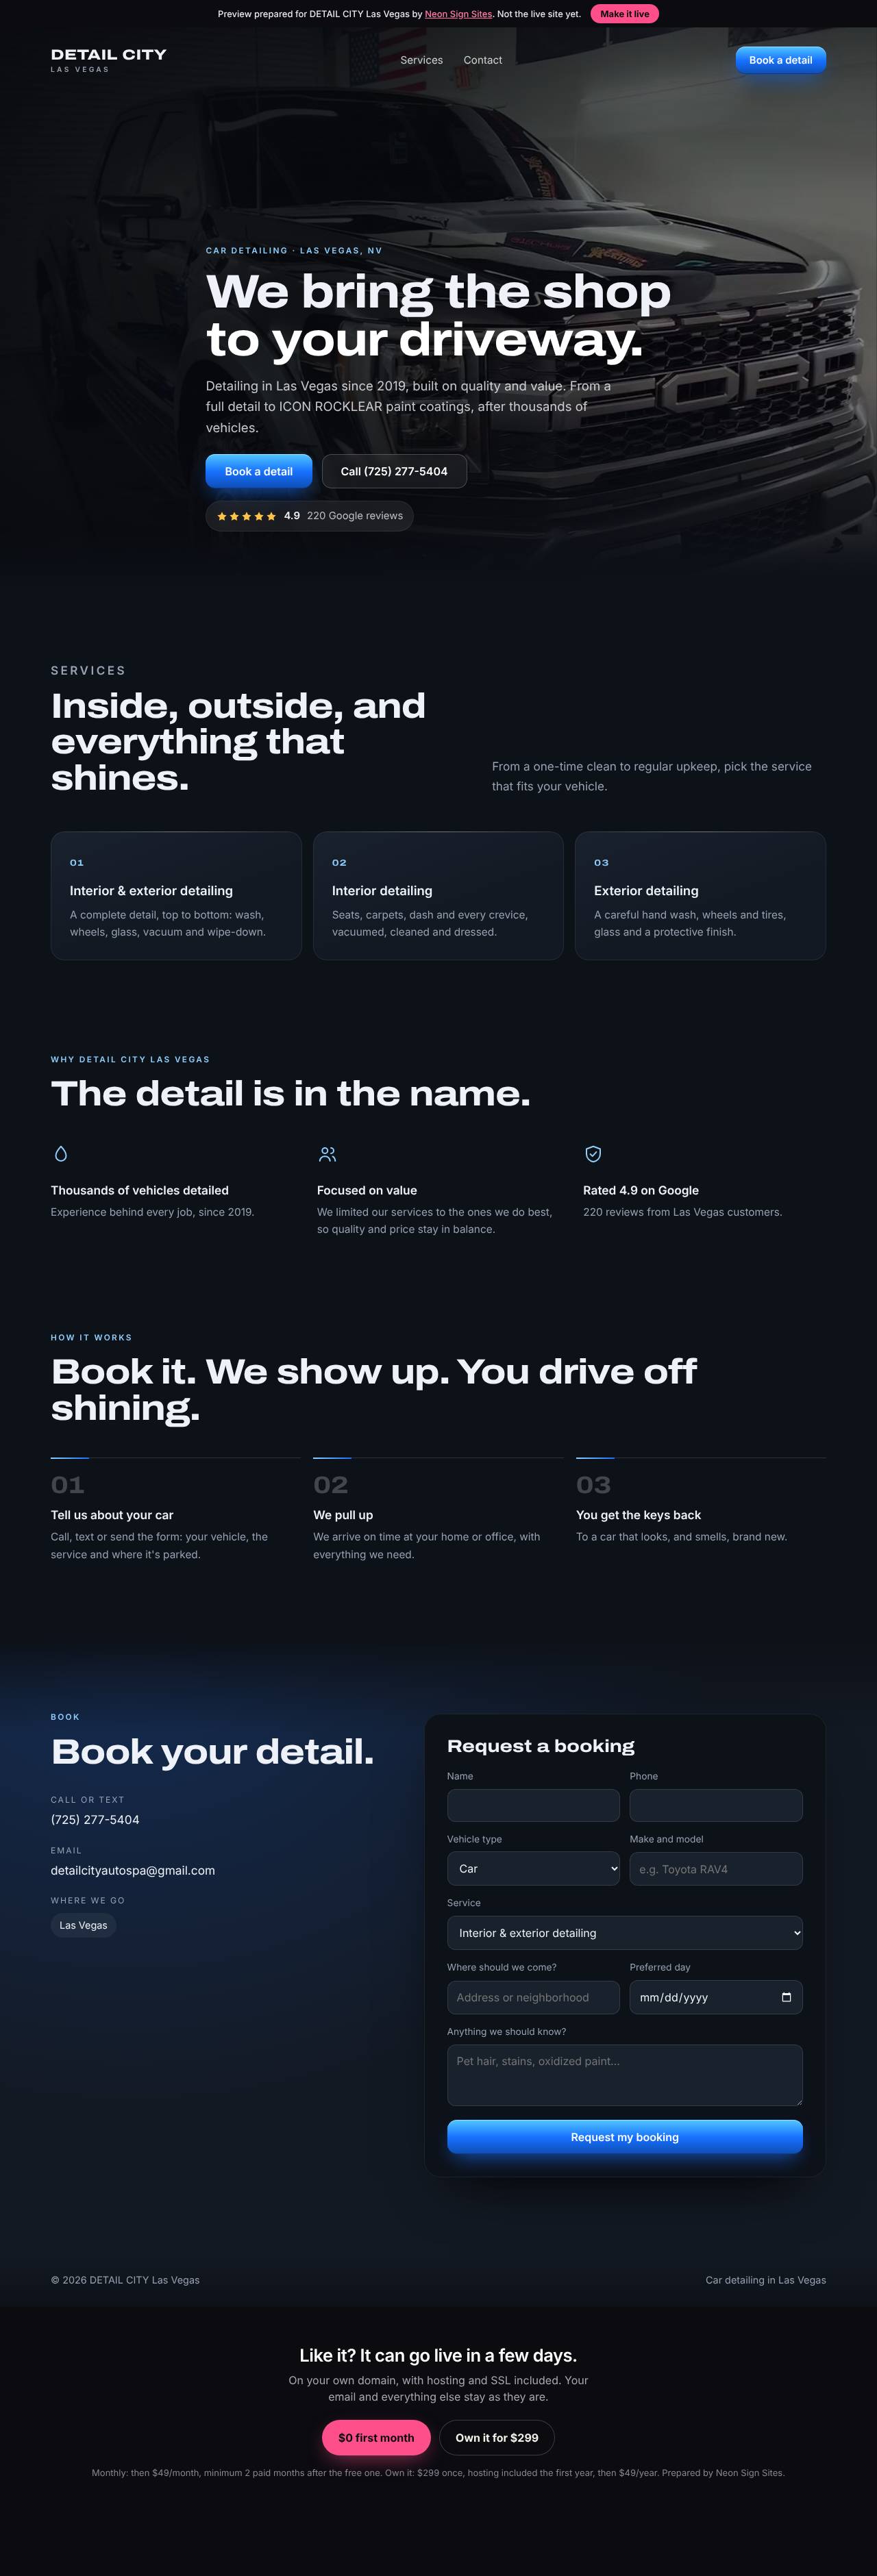 Preview prepared for DETAIL CITY Las Vegas by Neon Sign Sites. Not the live site yet. Make it live
DETAIL CITY
LAS VEGAS
Services Contact
Book a detail
CAR DETAILING · LAS VEGAS, NV
We bring the shop
to your driveway.
Detailing in Las Vegas since 2019, built on quality and value. From a
full detail to ICON ROCKLEAR paint coatings, after thousands of
vehicles.
Book a detail
Call (725) 277-5404
4.9 220 Google reviews
SERVICES
Inside, outside, and
everything that
shines.
From a one-time clean to regular upkeep, pick the service
that fits your vehicle.
01
Interior & exterior detailing
A complete detail, top to bottom: wash,
wheels, glass, vacuum and wipe-down.
02
Interior detailing
Seats, carpets, dash and every crevice,
vacuumed, cleaned and dressed.
03
Exterior detailing
A careful hand wash, wheels and tires,
glass and a protective finish.
WHY DETAIL CITY LAS VEGAS
The detail is in the name.
Thousands of vehicles detailed
Experience behind every job, since 2019.
Focused on value
We limited our services to the ones we do best,
so quality and price stay in balance.
Rated 4.9 on Google
220 reviews from Las Vegas customers.
HOW IT WORKS
Book it. We show up. You drive off
shining.
01
Tell us about your car
Call, text or send the form: your vehicle, the
service and where it's parked.
02
We pull up
We arrive on time at your home or office, with
everything we need.
03
You get the keys back
To a car that looks, and smells, brand new.
BOOK
Book your detail.
CALL OR TEXT
(725) 277-5404
EMAIL
detailcityautospa@gmail.com
WHERE WE GO
Las Vegas
Request a booking
Name
Phone
Vehicle type
Car
Make and model
e.g. Toyota RAV4
Service
Interior & exterior detailing
Where should we come?
Address or neighborhood
Preferred day
mm/dd/yyyy
Anything we should know?
Pet hair, stains, oxidized paint...
Request my booking
© 2026 DETAIL CITY Las Vegas
Car detailing in Las Vegas
Like it? It can go live in a few days.
On your own domain, with hosting and SSL included. Your
email and everything else stay as they are.
$0 first month
Own it for $299
Monthly: then $49/month, minimum 2 paid months after the free one. Own it: $299 once, hosting included the first year, then $49/year. Prepared by Neon Sign Sites.